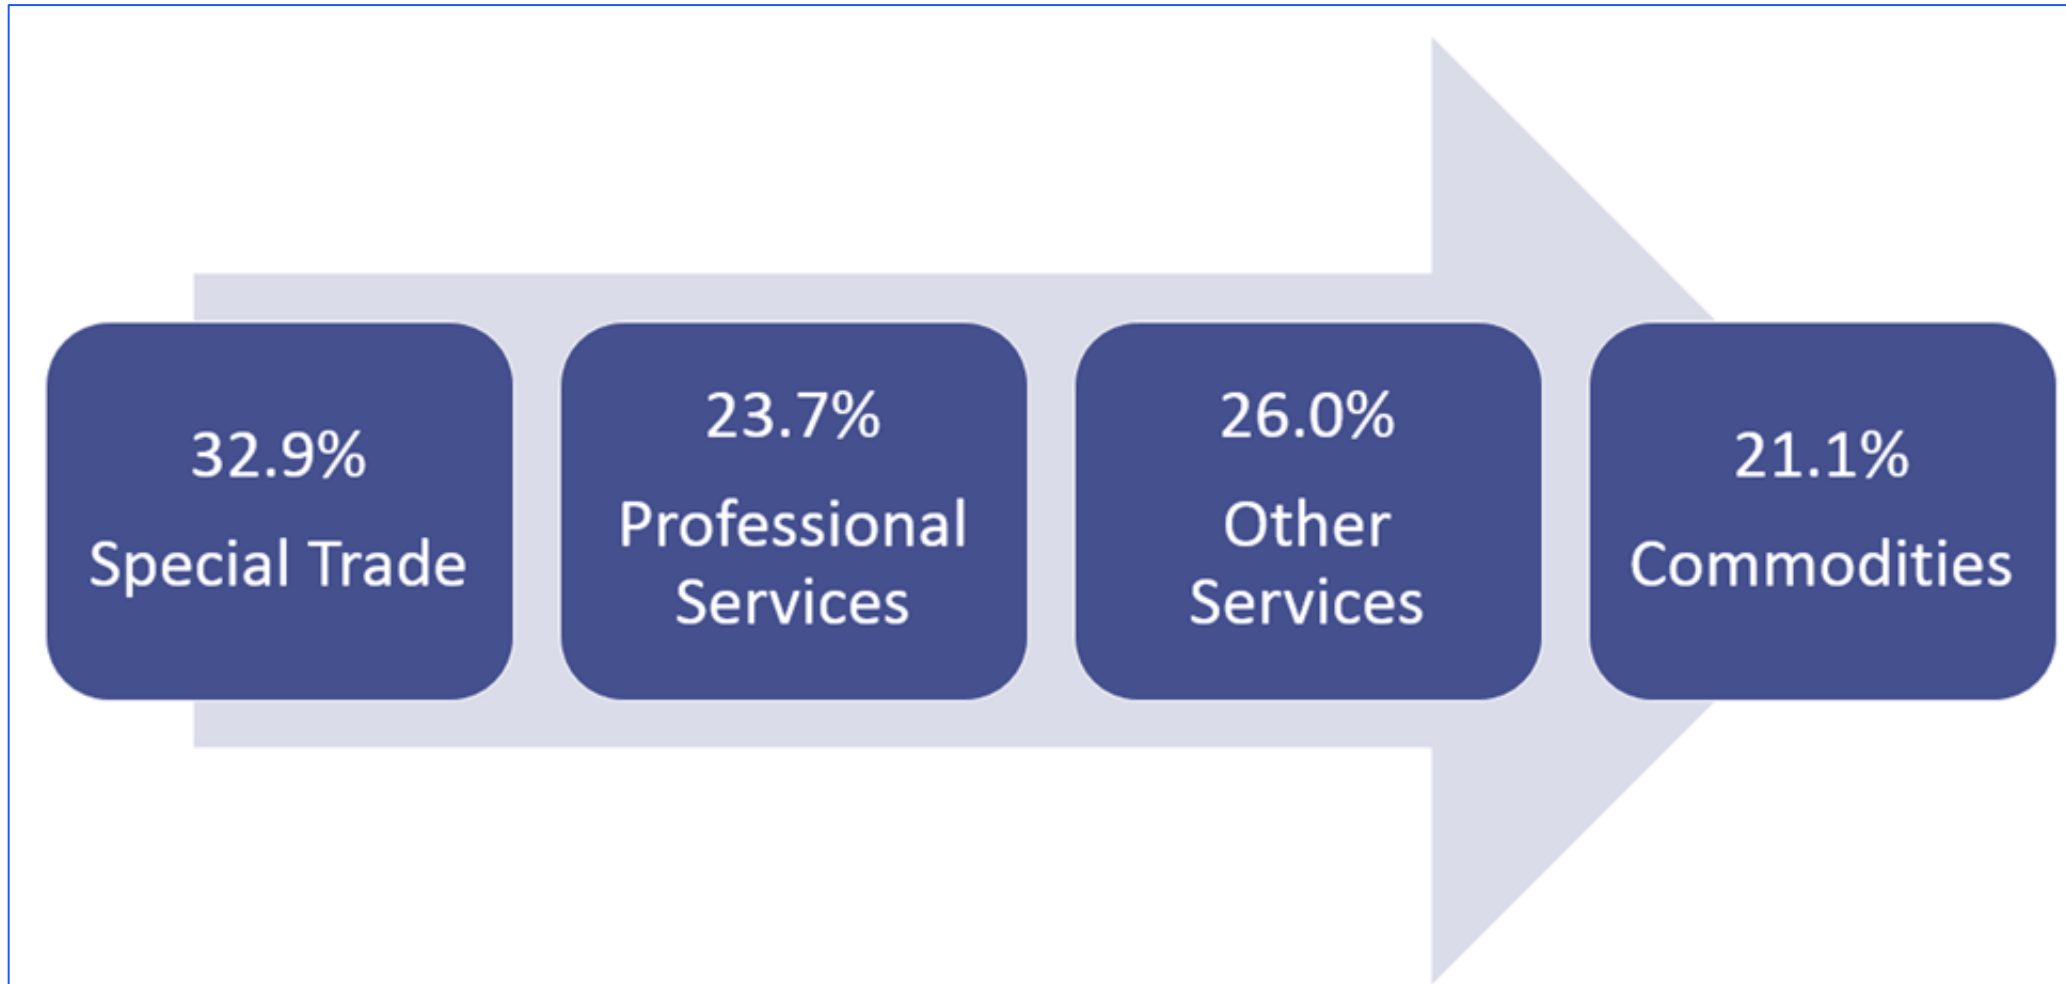 32.9%
Special Trade
23.7%
Professional
Services
26.0%
Other
Services
21.1%
Commodities